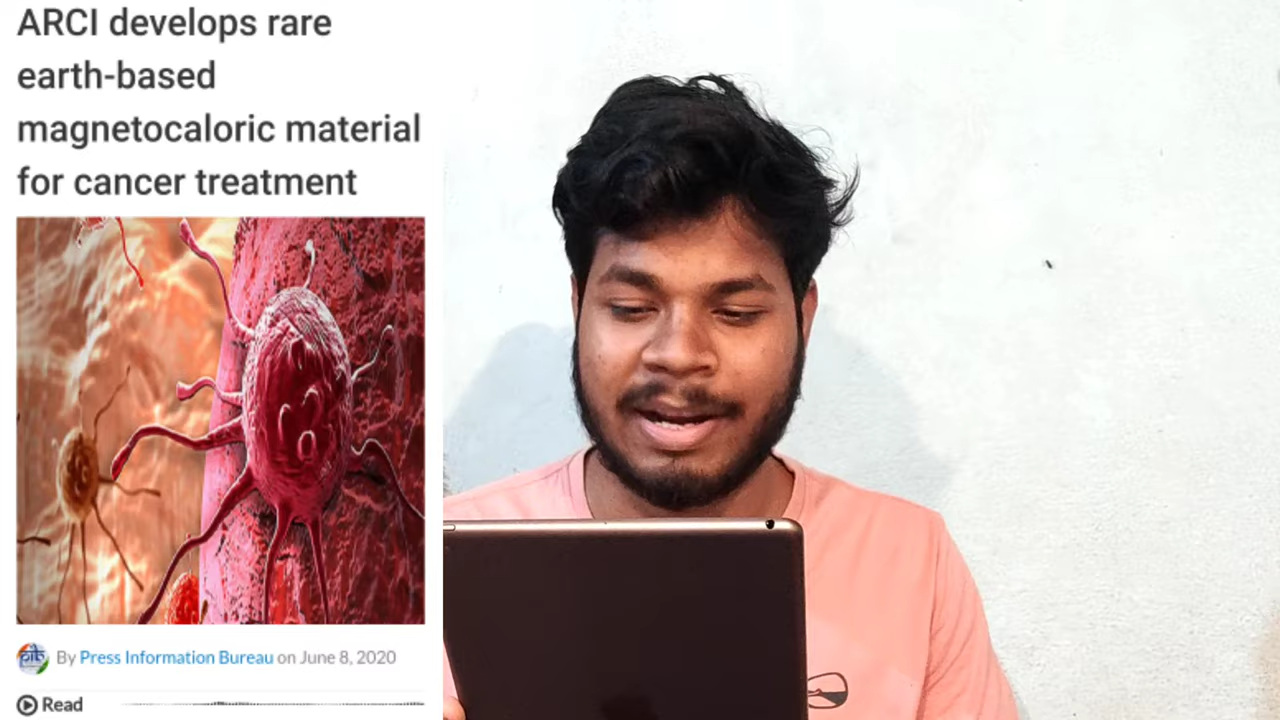 ARCI develops rare
earth-based
magnetocaloric material
for cancer treatment
pib
By Press Information Bureau on June 8, 2020
Read